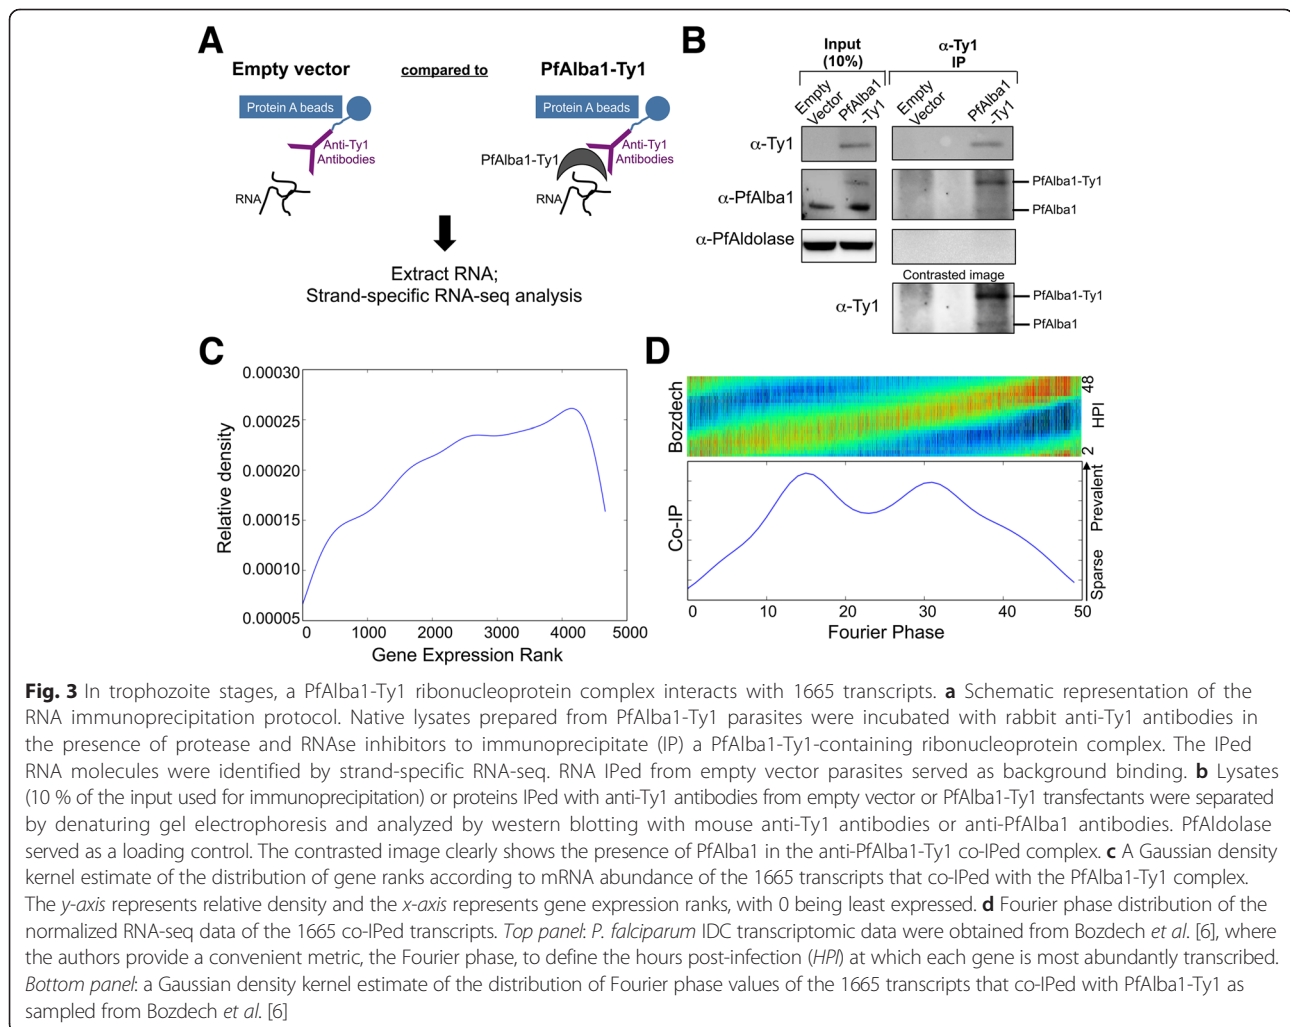 A
Empty vector
compared to
PfAlba1-Ty1
Protein A beads
Anti-Ty1
Antibodies
RNA
Protein A beads
Anti-Ty1
Antibodies
PfAlba1-Ty1
RNA
Extract RNA;
Strand-specific RNA-seq analysis
B
Input
(10%)
α-Ty1
IP
Empty
Vector
PfAlba1
-Ty1
Empty
Vector
PfAlba1
-Ty1
α-Ty1
α-PfAlba1
PfAlba1-Ty1
PfAlba1
α-PfAldolase
Contrasted image
α-Ty1
PfAlba1-Ty1
PfAlba1
C
0.00030
0.00025
0.00020
0.00015
0.00010
0.00005
Relative density
0 1000 2000 3000 4000 5000
Gene Expression Rank
D
Bozdech
48
HPI
2
Co-IP
Prevalent
Sparse
0 10 20 30 40 50
Fourier Phase
Fig. 3 In trophozoite stages, a PfAlba1-Ty1 ribonucleoprotein complex interacts with 1665 transcripts. a Schematic representation of the
RNA immunoprecipitation protocol. Native lysates prepared from PfAlba1-Ty1 parasites were incubated with rabbit anti-Ty1 antibodies in
the presence of protease and RNAse inhibitors to immunoprecipitate (IP) a PfAlba1-Ty1-containing ribonucleoprotein complex. The IPed
RNA molecules were identified by strand-specific RNA-seq. RNA IPed from empty vector parasites served as background binding. b Lysates
(10 % of the input used for immunoprecipitation) or proteins IPed with anti-Ty1 antibodies from empty vector or PfAlba1-Ty1 transfectants were separated
by denaturing gel electrophoresis and analyzed by western blotting with mouse anti-Ty1 antibodies or anti-PfAlba1 antibodies. PfAldolase
served as a loading control. The contrasted image clearly shows the presence of PfAlba1 in the anti-PfAlba1-Ty1 co-IPed complex. c A Gaussian density
kernel estimate of the distribution of gene ranks according to mRNA abundance of the 1665 transcripts that co-IPed with the PfAlba1-Ty1 complex.
The y-axis represents relative density and the x-axis represents gene expression ranks, with 0 being least expressed. d Fourier phase distribution of the
normalized RNA-seq data of the 1665 co-IPed transcripts. Top panel: P. falciparum IDC transcriptomic data were obtained from Bozdech et al. [6], where
the authors provide a convenient metric, the Fourier phase, to define the hours post-infection (HPI) at which each gene is most abundantly transcribed.
Bottom panel: a Gaussian density kernel estimate of the distribution of Fourier phase values of the 1665 transcripts that co-IPed with PfAlba1-Ty1 as
sampled from Bozdech et al. [6]